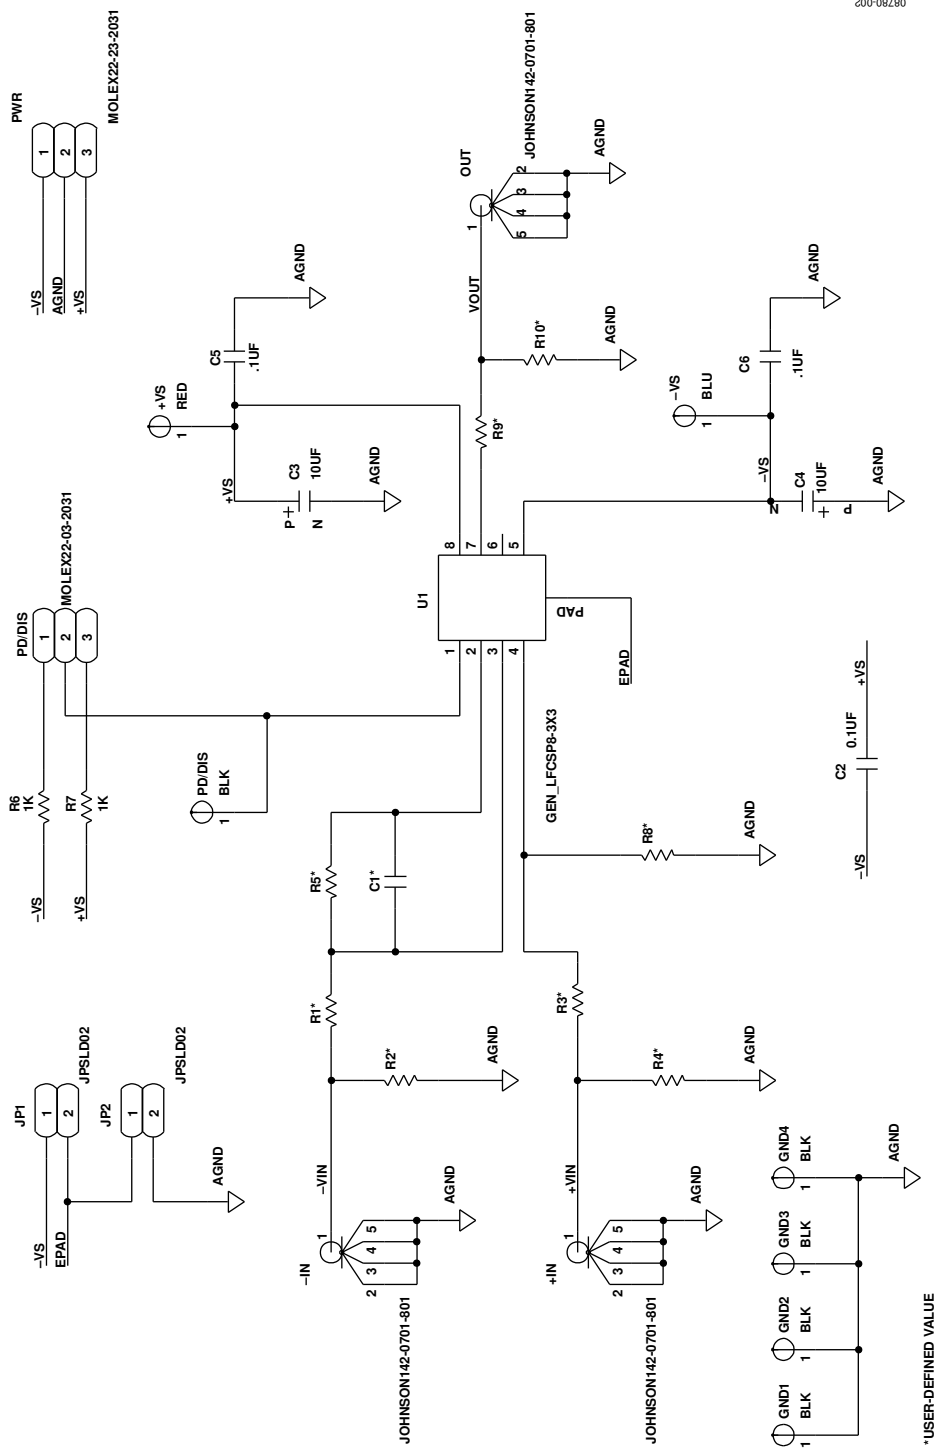 JP1
–VS
1
JPSLD02
EPAD
2
JP2
1
JPSLD02
2
AGND
PD/DIS
R6
1K
–VS
1
MOLEX22-03-2031
2
R7
1K
+VS
3
PD/DIS
BLK
1
PWR
–VS
1
AGND
2
+VS
3
MOLEX22-23-2031
+VS
RED
1
C5
.1UF
AGND
+VS
P
+
N
C3
10UF
AGND
–IN
1
–VIN
2
3
4
5
AGND
JOHNSON142-0701-801
R1*
R2*
AGND
R5*
C1*
U1
1
2
3
4
8
7
6
5
PAD
EPAD
GEN_LFCSP8-3X3
R9*
R10*
AGND
VOUT
OUT
1
5
4
3
2
JOHNSON142-0701-801
AGND
+IN
1
+VIN
2
3
4
5
AGND
JOHNSON142-0701-801
R3*
R4*
AGND
R8*
AGND
–VS
BLU
1
C6
.1UF
AGND
–VS
N
C4
10UF
+
P
AGND
C2
0.1UF
–VS
+VS
GND1
BLK
1
GND2
BLK
1
GND3
BLK
1
GND4
BLK
1
AGND
*USER-DEFINED VALUE
08780-002